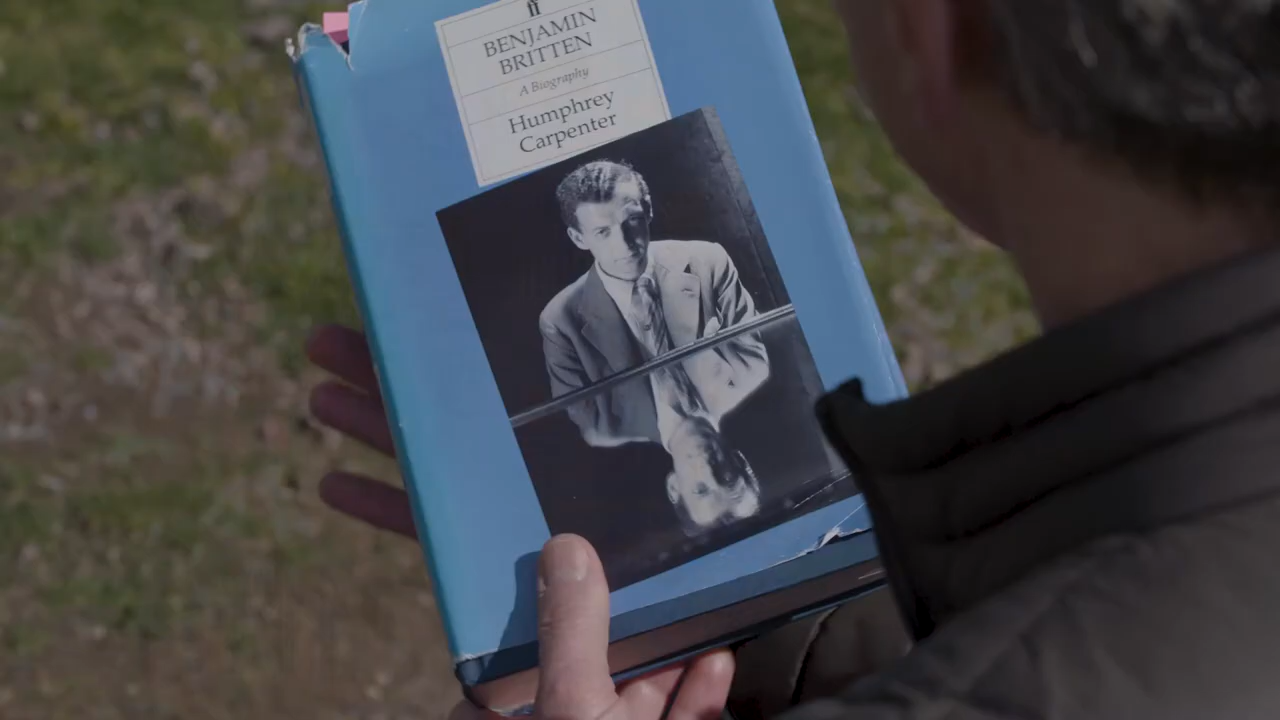 ff
BENJAMIN
BRITTEN
A Biography
Humphrey
Carpenter